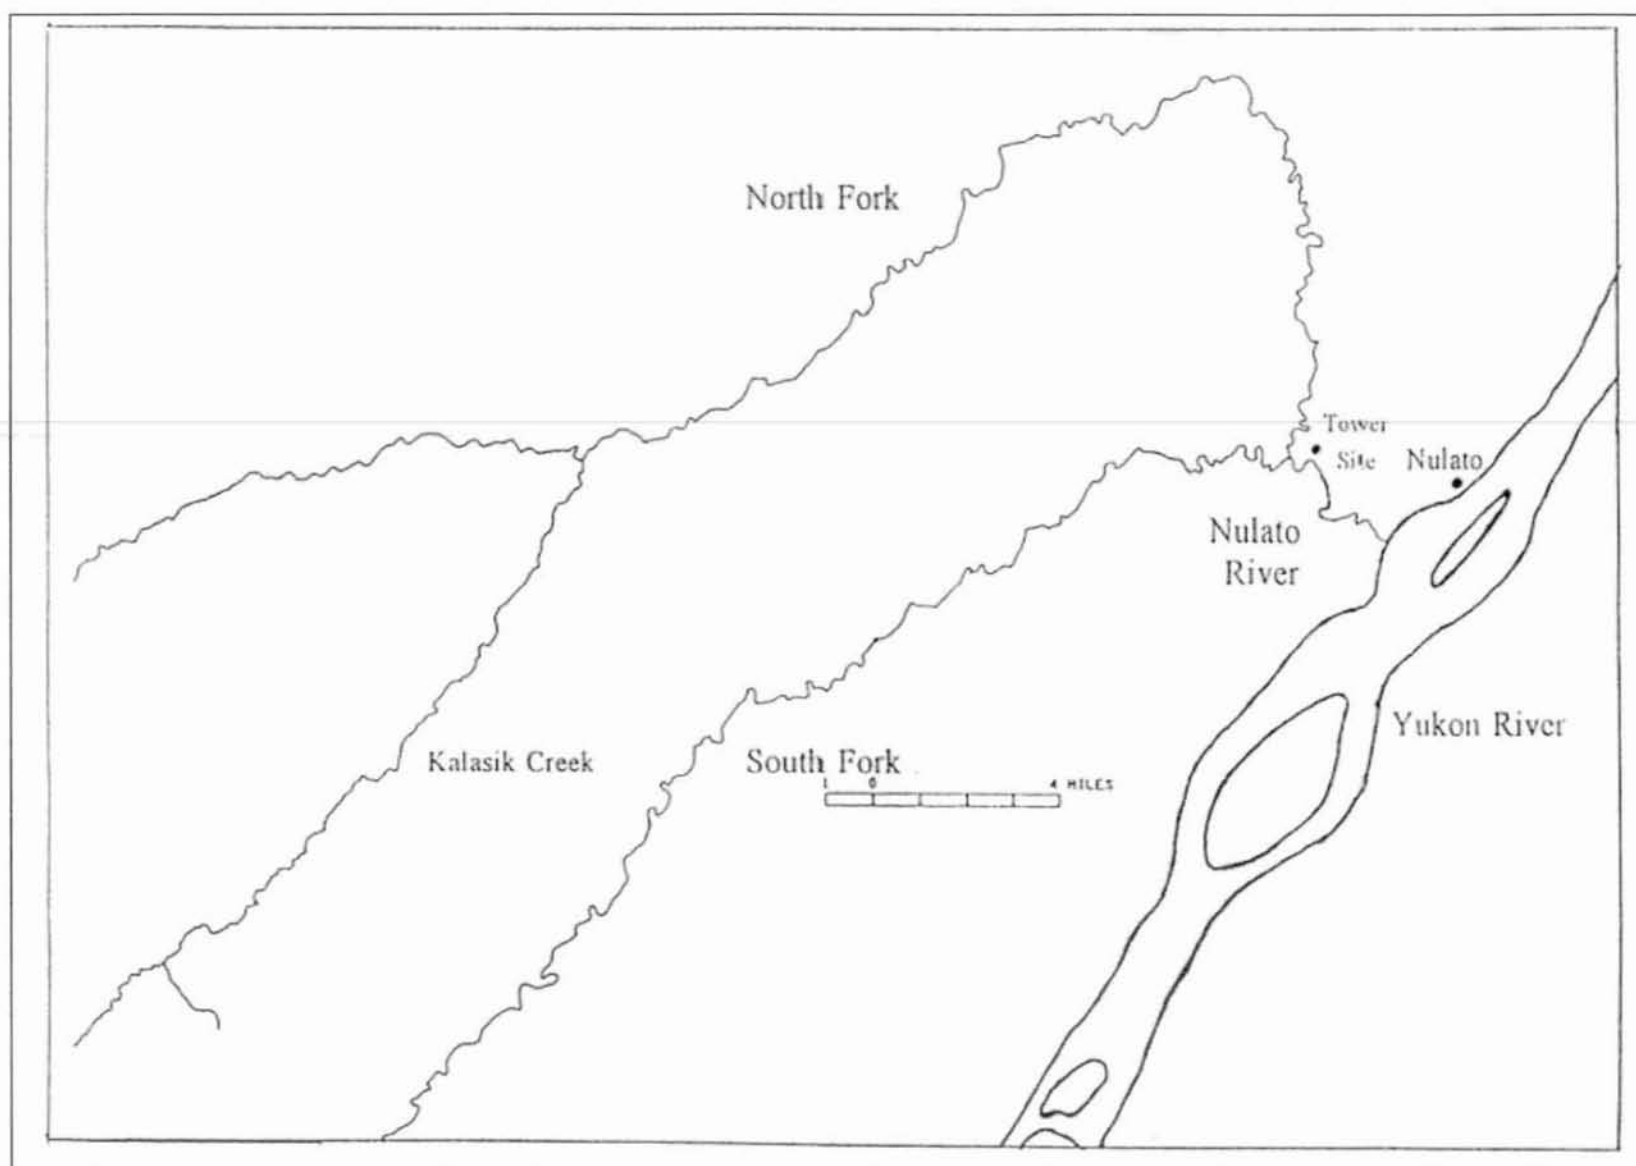 North Fork
Tower
Site
Nulato
Nulato
River
Yukon River
Kalasik Creek
South Fork
1 0 4 MILES